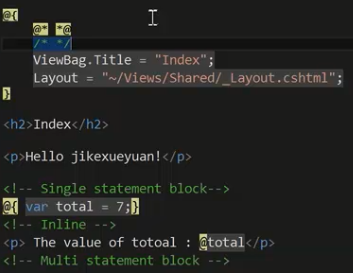 @{
@* *@
/* */
ViewBag.Title = "Index";
Layout = "~/Views/Shared/_Layout.cshtml";
}
<h2>Index</h2>
<p>Hello jikexueyuan!</p>
<!-- Single statement block-->
@{ var total = 7;}
<!-- Inline -->
<p> The value of totoal : @total</p>
<!-- Multi statement block -->